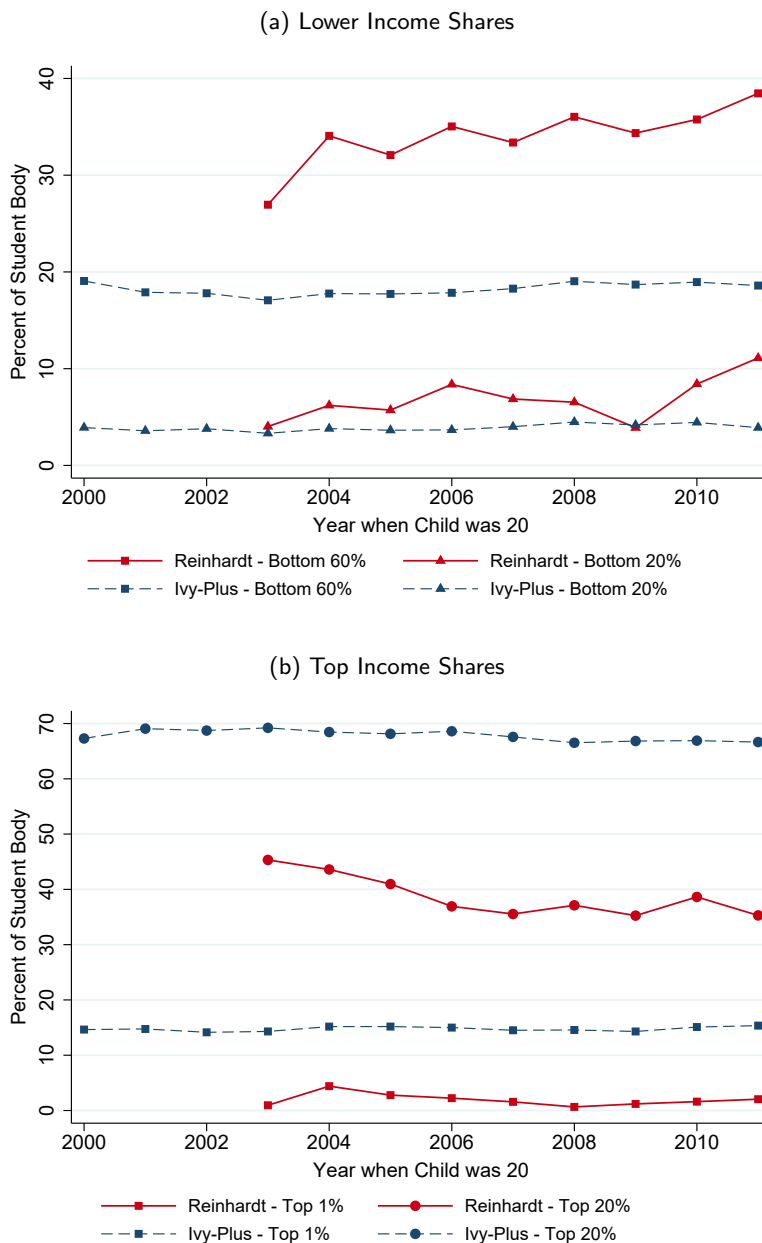 (a) Lower Income Shares
40
30
20
10
0
Percent of Student Body
2000 2002 2004 2006 2008 2010
Year when Child was 20
Reinhardt - Bottom 60% Reinhardt - Bottom 20%
Ivy-Plus - Bottom 60% Ivy-Plus - Bottom 20%
(b) Top Income Shares
70
60
50
40
30
20
10
0
Percent of Student Body
2000 2002 2004 2006 2008 2010
Year when Child was 20
Reinhardt - Top 1% Reinhardt - Top 20%
Ivy-Plus - Top 1% Ivy-Plus - Top 20%